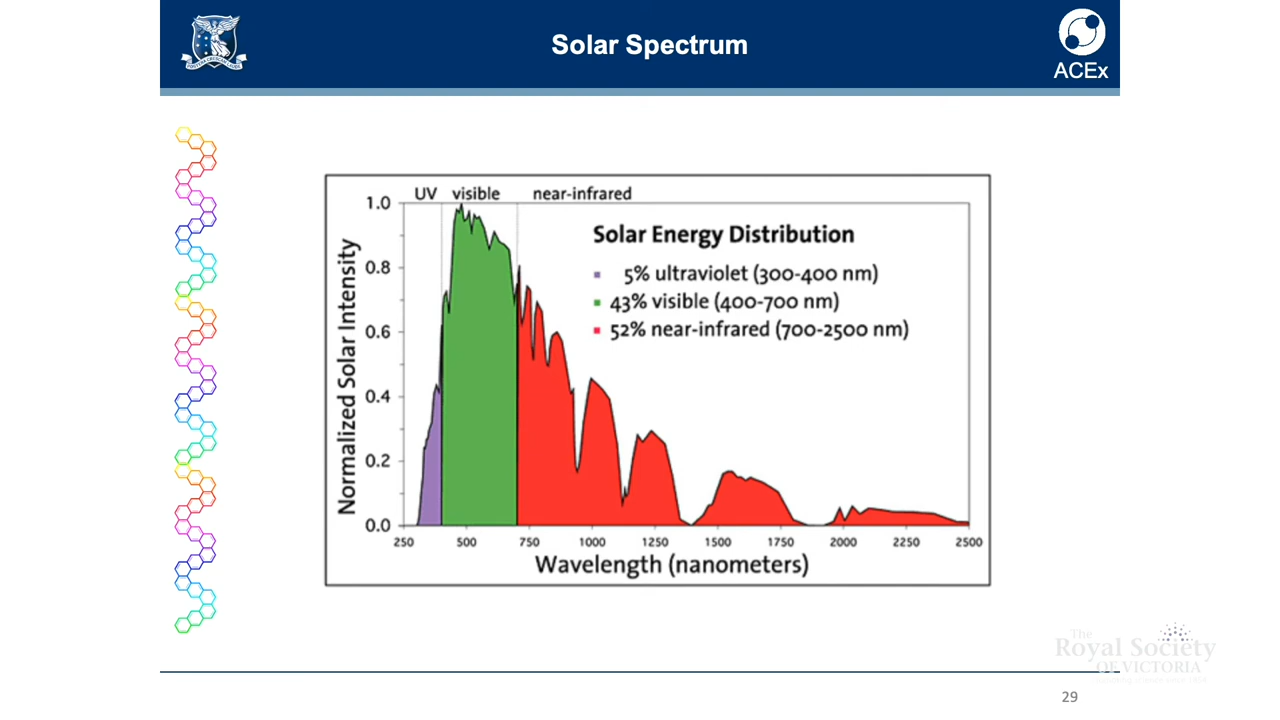 Solar Spectrum
ACEx
UV visible near-infrared
Solar Energy Distribution
5% ultraviolet (300-400 nm)
43% visible (400-700 nm)
52% near-infrared (700-2500 nm)
Normalized Solar Intensity
1.0
0.8
0.6
0.4
0.2
0.0
250 500 750 1000 1250 1500 1750 2000 2250 2500
Wavelength (nanometers)
The
Royal Society
OF VICTORIA
29